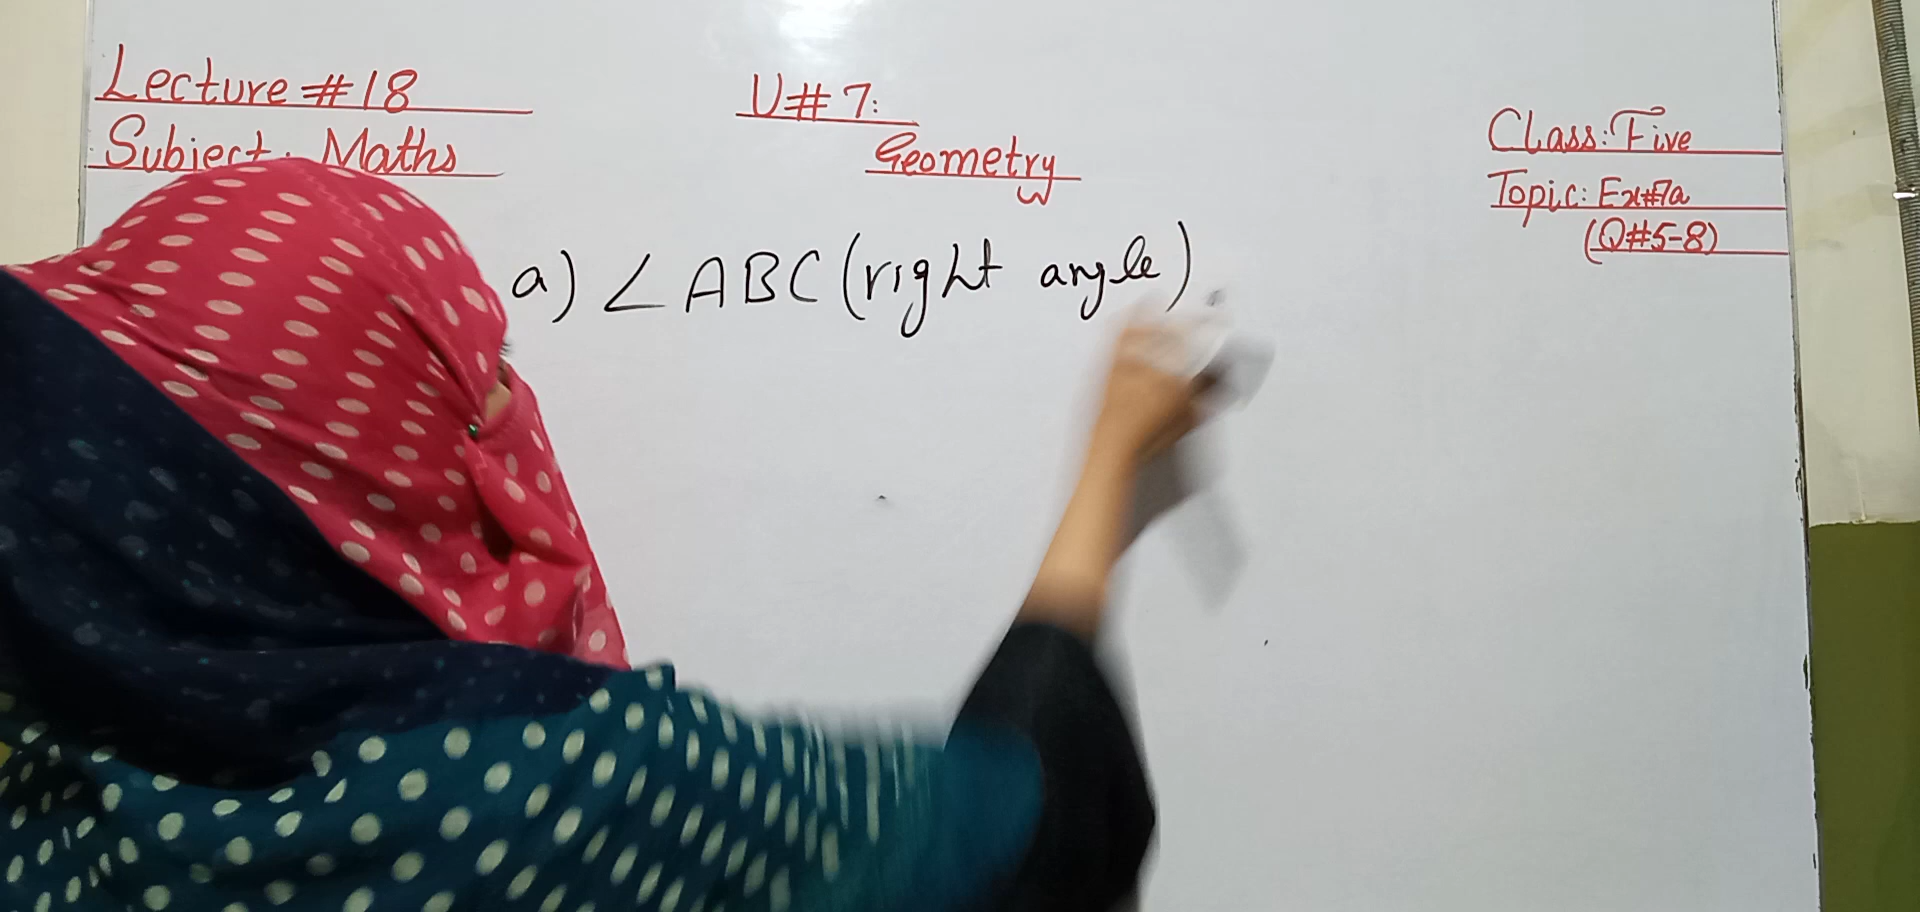 Lecture #18
Subject: Maths
U#7:
Geometry
Class: Five
Topic: Ex#7a
(Q#5-8)
a) ∠ABC (right angle).